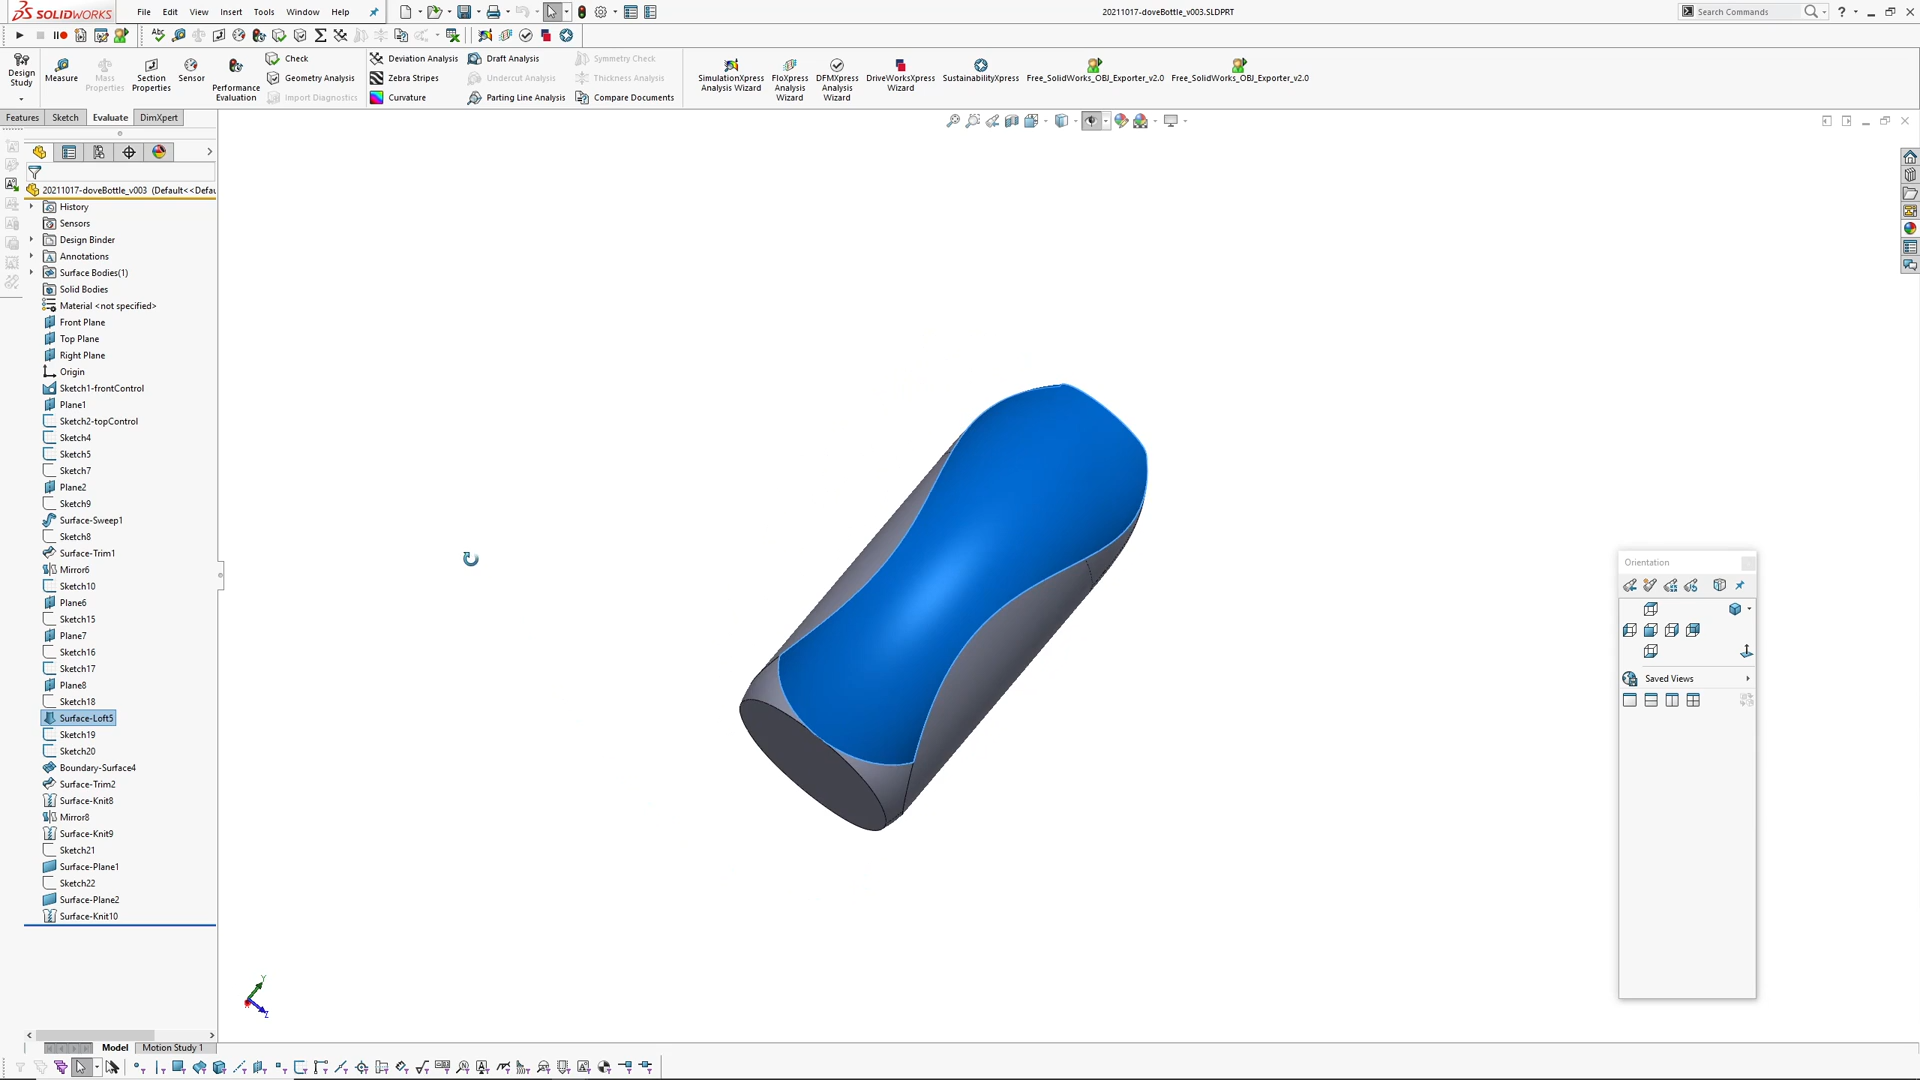 SOLIDWORKS File Edit View Insert Tools Window Help 20211017-doveBottle_v003.SLDPRT Search Commands
Design Study
Measure
Mass Properties
Section Properties
Sensor
Performance Evaluation
Check
Geometry Analysis
Import Diagnostics
Deviation Analysis
Zebra Stripes
Curvature
Draft Analysis
Undercut Analysis
Parting Line Analysis
Symmetry Check
Thickness Analysis
Compare Documents
SimulationXpress Analysis Wizard
FloXpress Analysis Wizard
DFMXpress Analysis Wizard
DriveWorksXpress Wizard
SustainabilityXpress
Free_SolidWorks_OBJ_Exporter_v2.0
Free_SolidWorks_OBJ_Exporter_v2.0
Features Sketch Evaluate DimXpert
20211017-doveBottle_v003 (Default<<Defau
History
Sensors
Design Binder
Annotations
Surface Bodies(1)
Solid Bodies
Material <not specified>
Front Plane
Top Plane
Right Plane
Origin
Sketch1-frontControl
Plane1
Sketch2-topControl
Sketch4
Sketch5
Sketch7
Plane2
Sketch9
Surface-Sweep1
Sketch8
Surface-Trim1
Mirror6
Sketch10
Plane6
Sketch15
Plane7
Sketch16
Sketch17
Plane8
Sketch18
Surface-Loft5
Sketch19
Sketch20
Boundary-Surface4
Surface-Trim2
Surface-Knit8
Mirror8
Surface-Knit9
Sketch21
Surface-Plane1
Sketch22
Surface-Plane2
Surface-Knit10
Orientation
Saved Views
Y
Z
Model Motion Study 1